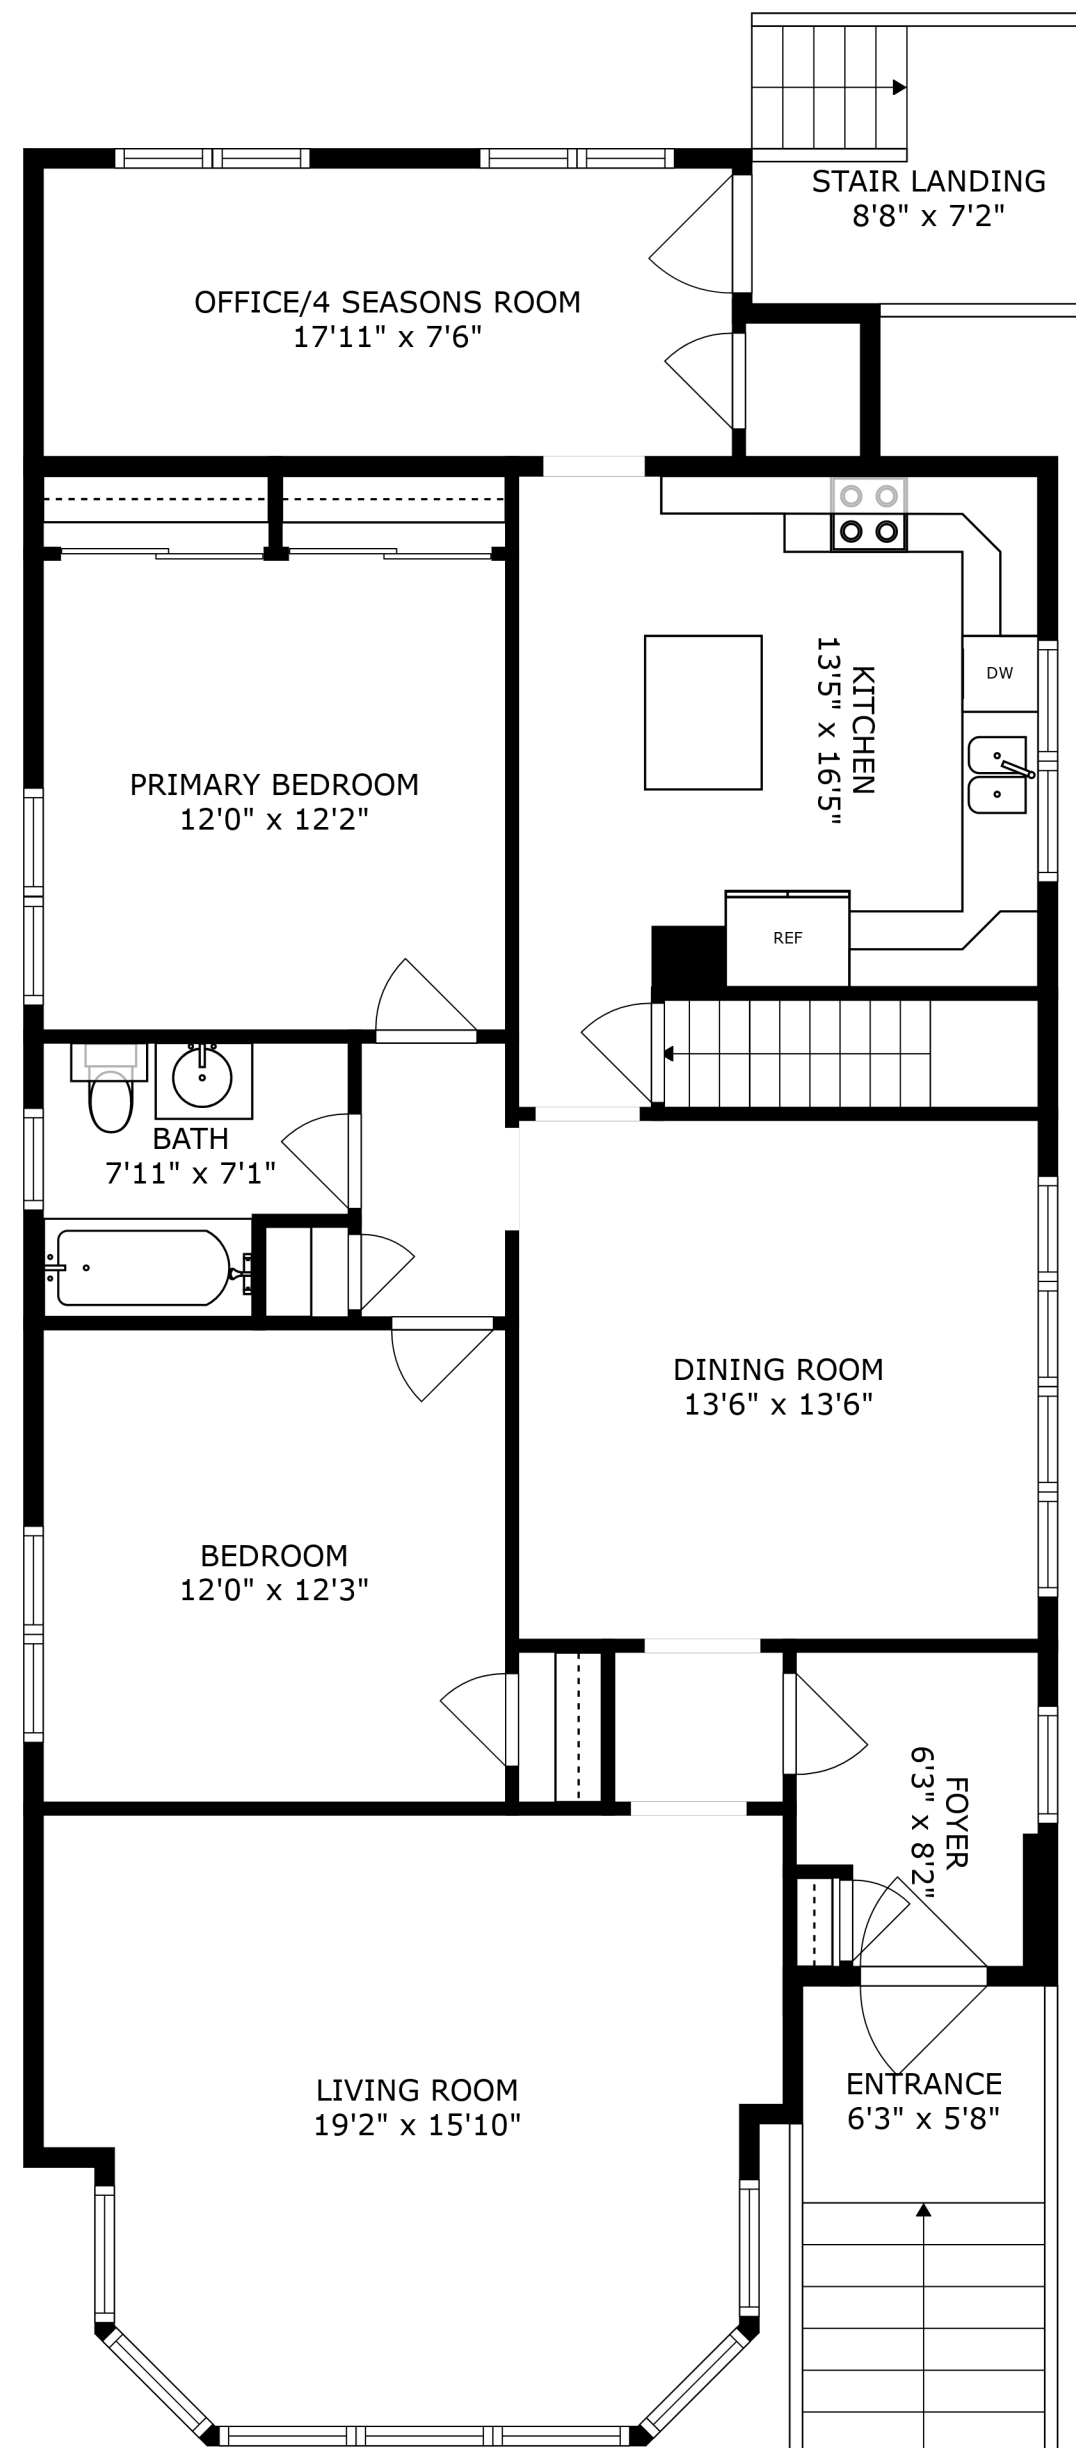 STAIR LANDING
8'8" x 7'2"
OFFICE/4 SEASONS ROOM
17'11" x 7'6"
KITCHEN
13'5" x 16'5"
DW
PRIMARY BEDROOM
12'0" x 12'2"
REF
BATH
7'11" x 7'1"
DINING ROOM
13'6" x 13'6"
BEDROOM
12'0" x 12'3"
FOYER
6'3" x 8'2"
LIVING ROOM
19'2" x 15'10"
ENTRANCE
6'3" x 5'8"